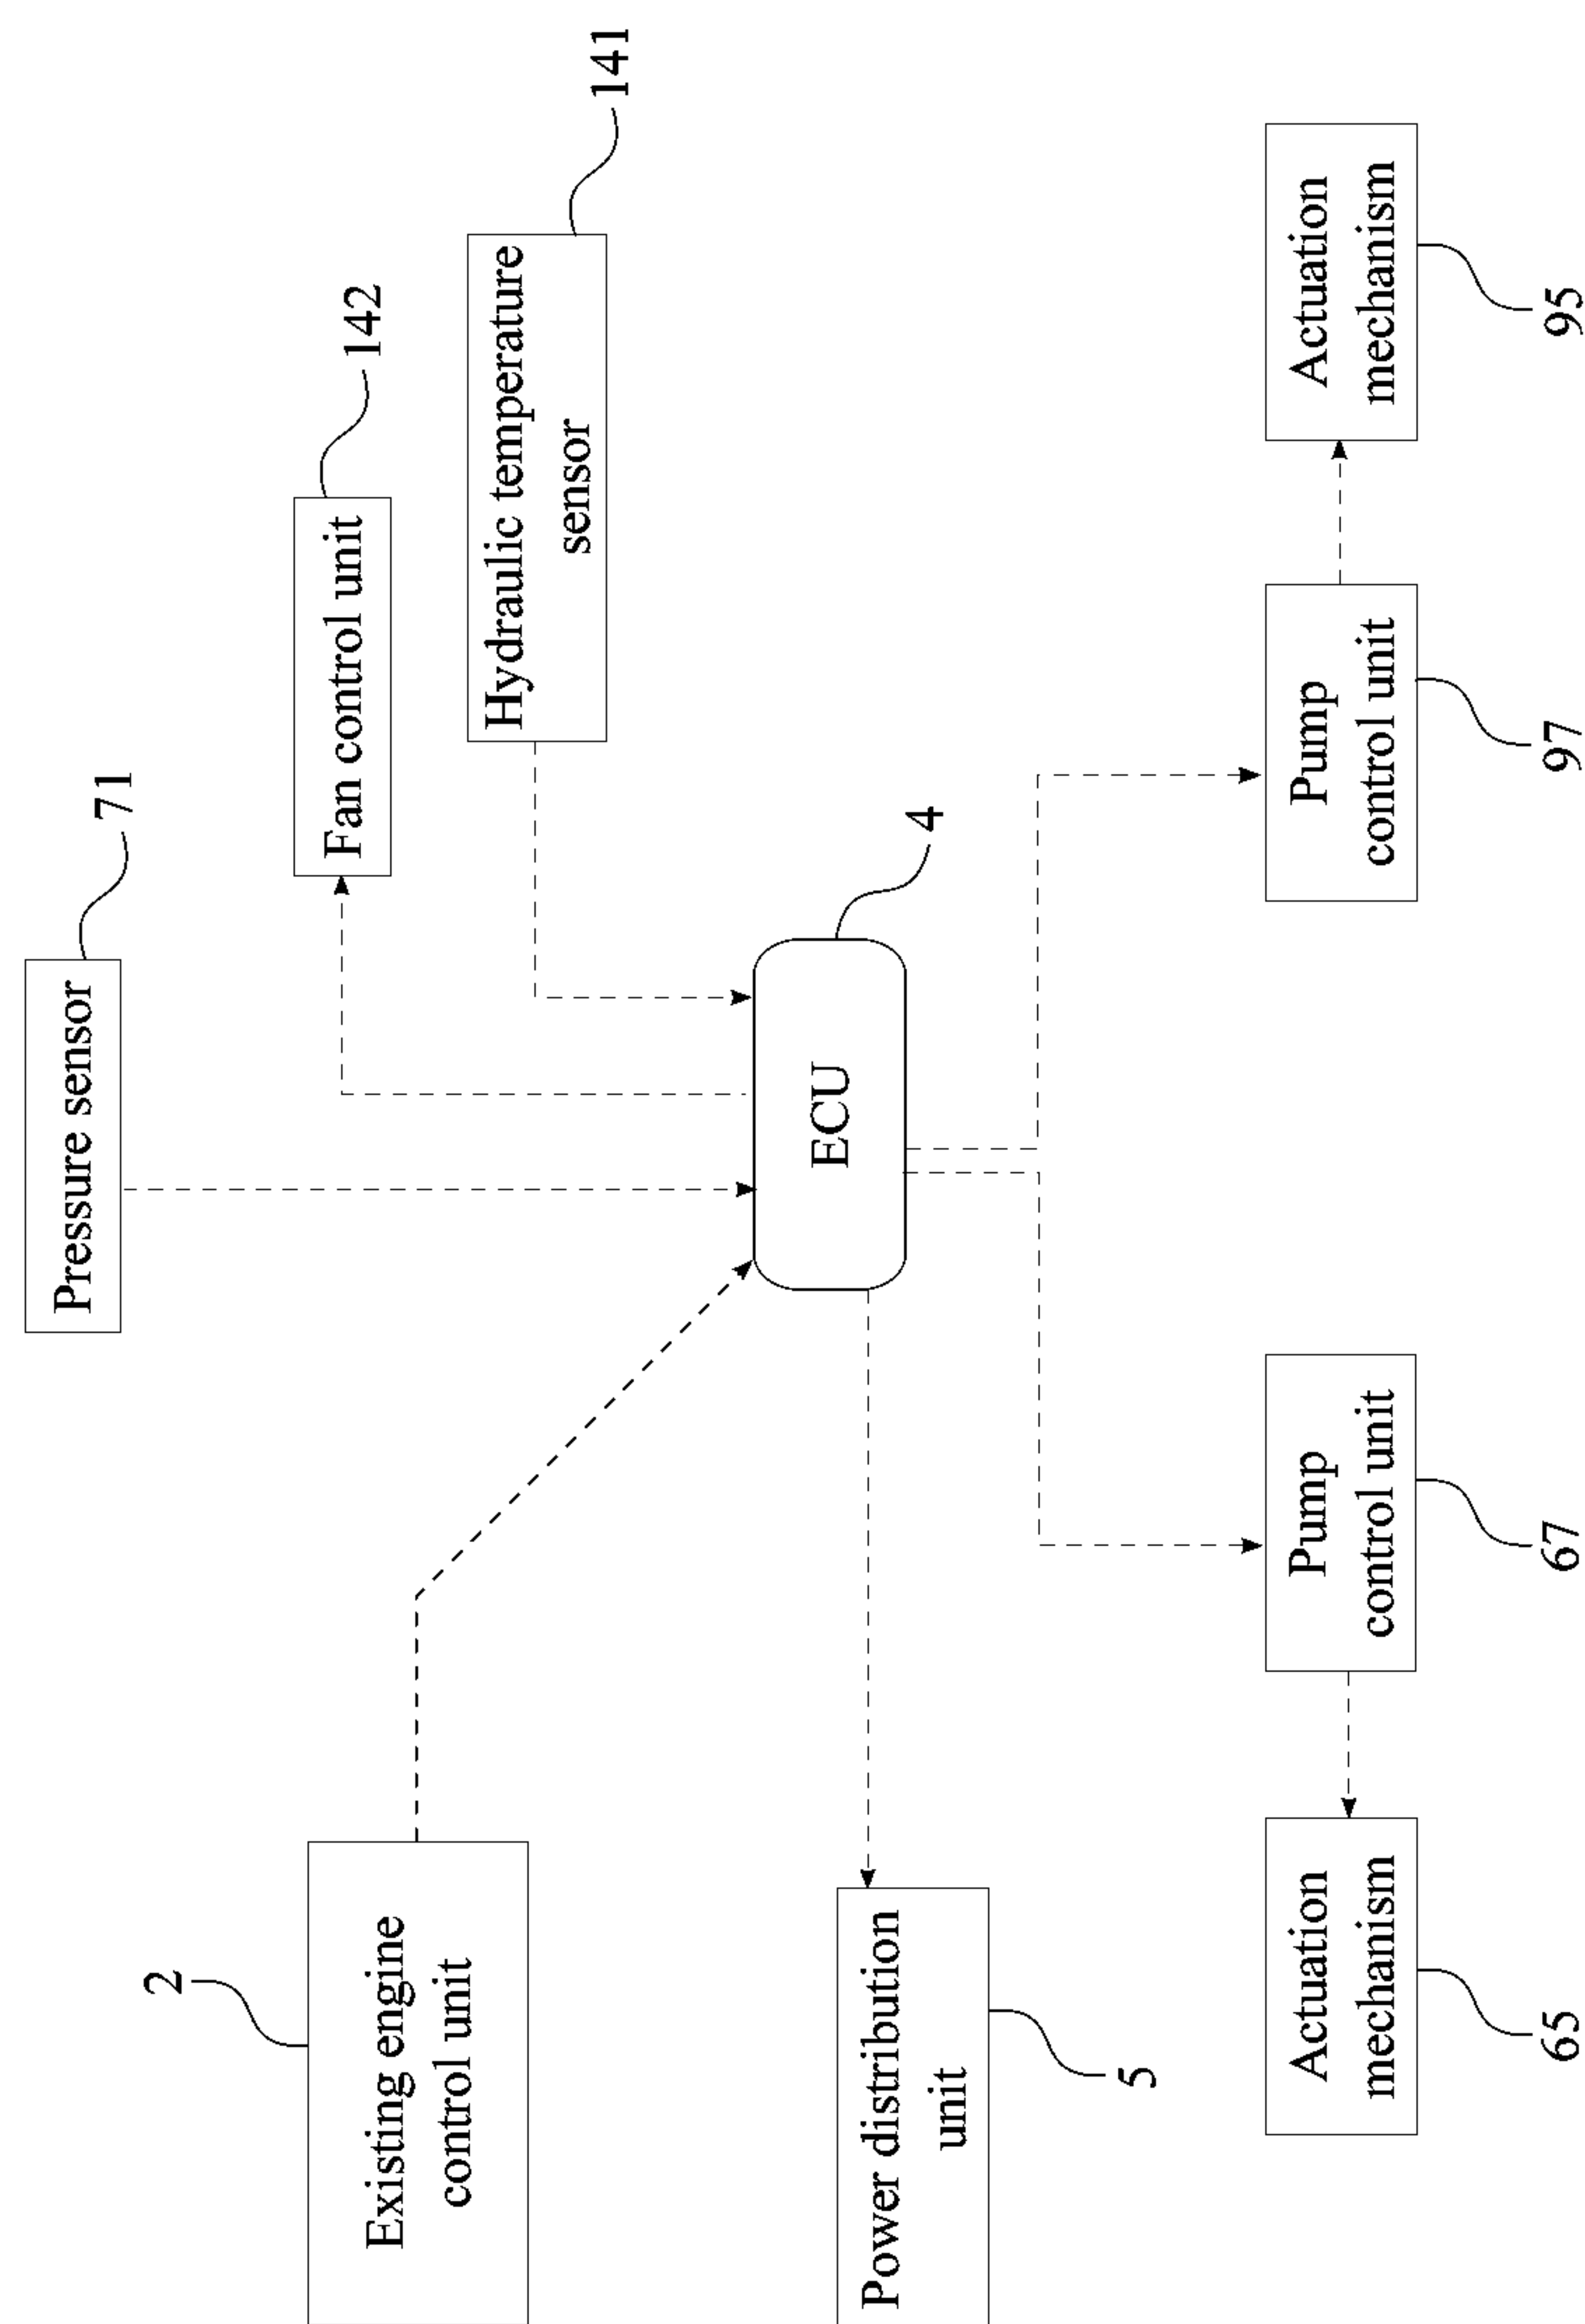 71
Pressure sensor
142
Fan control unit
141
Hydraulic temperature
sensor
2
Existing engine
control unit
4
ECU
Power distribution
unit
5
Actuation
mechanism
65
Pump
control unit
67
Pump
control unit
97
Actuation
mechanism
95